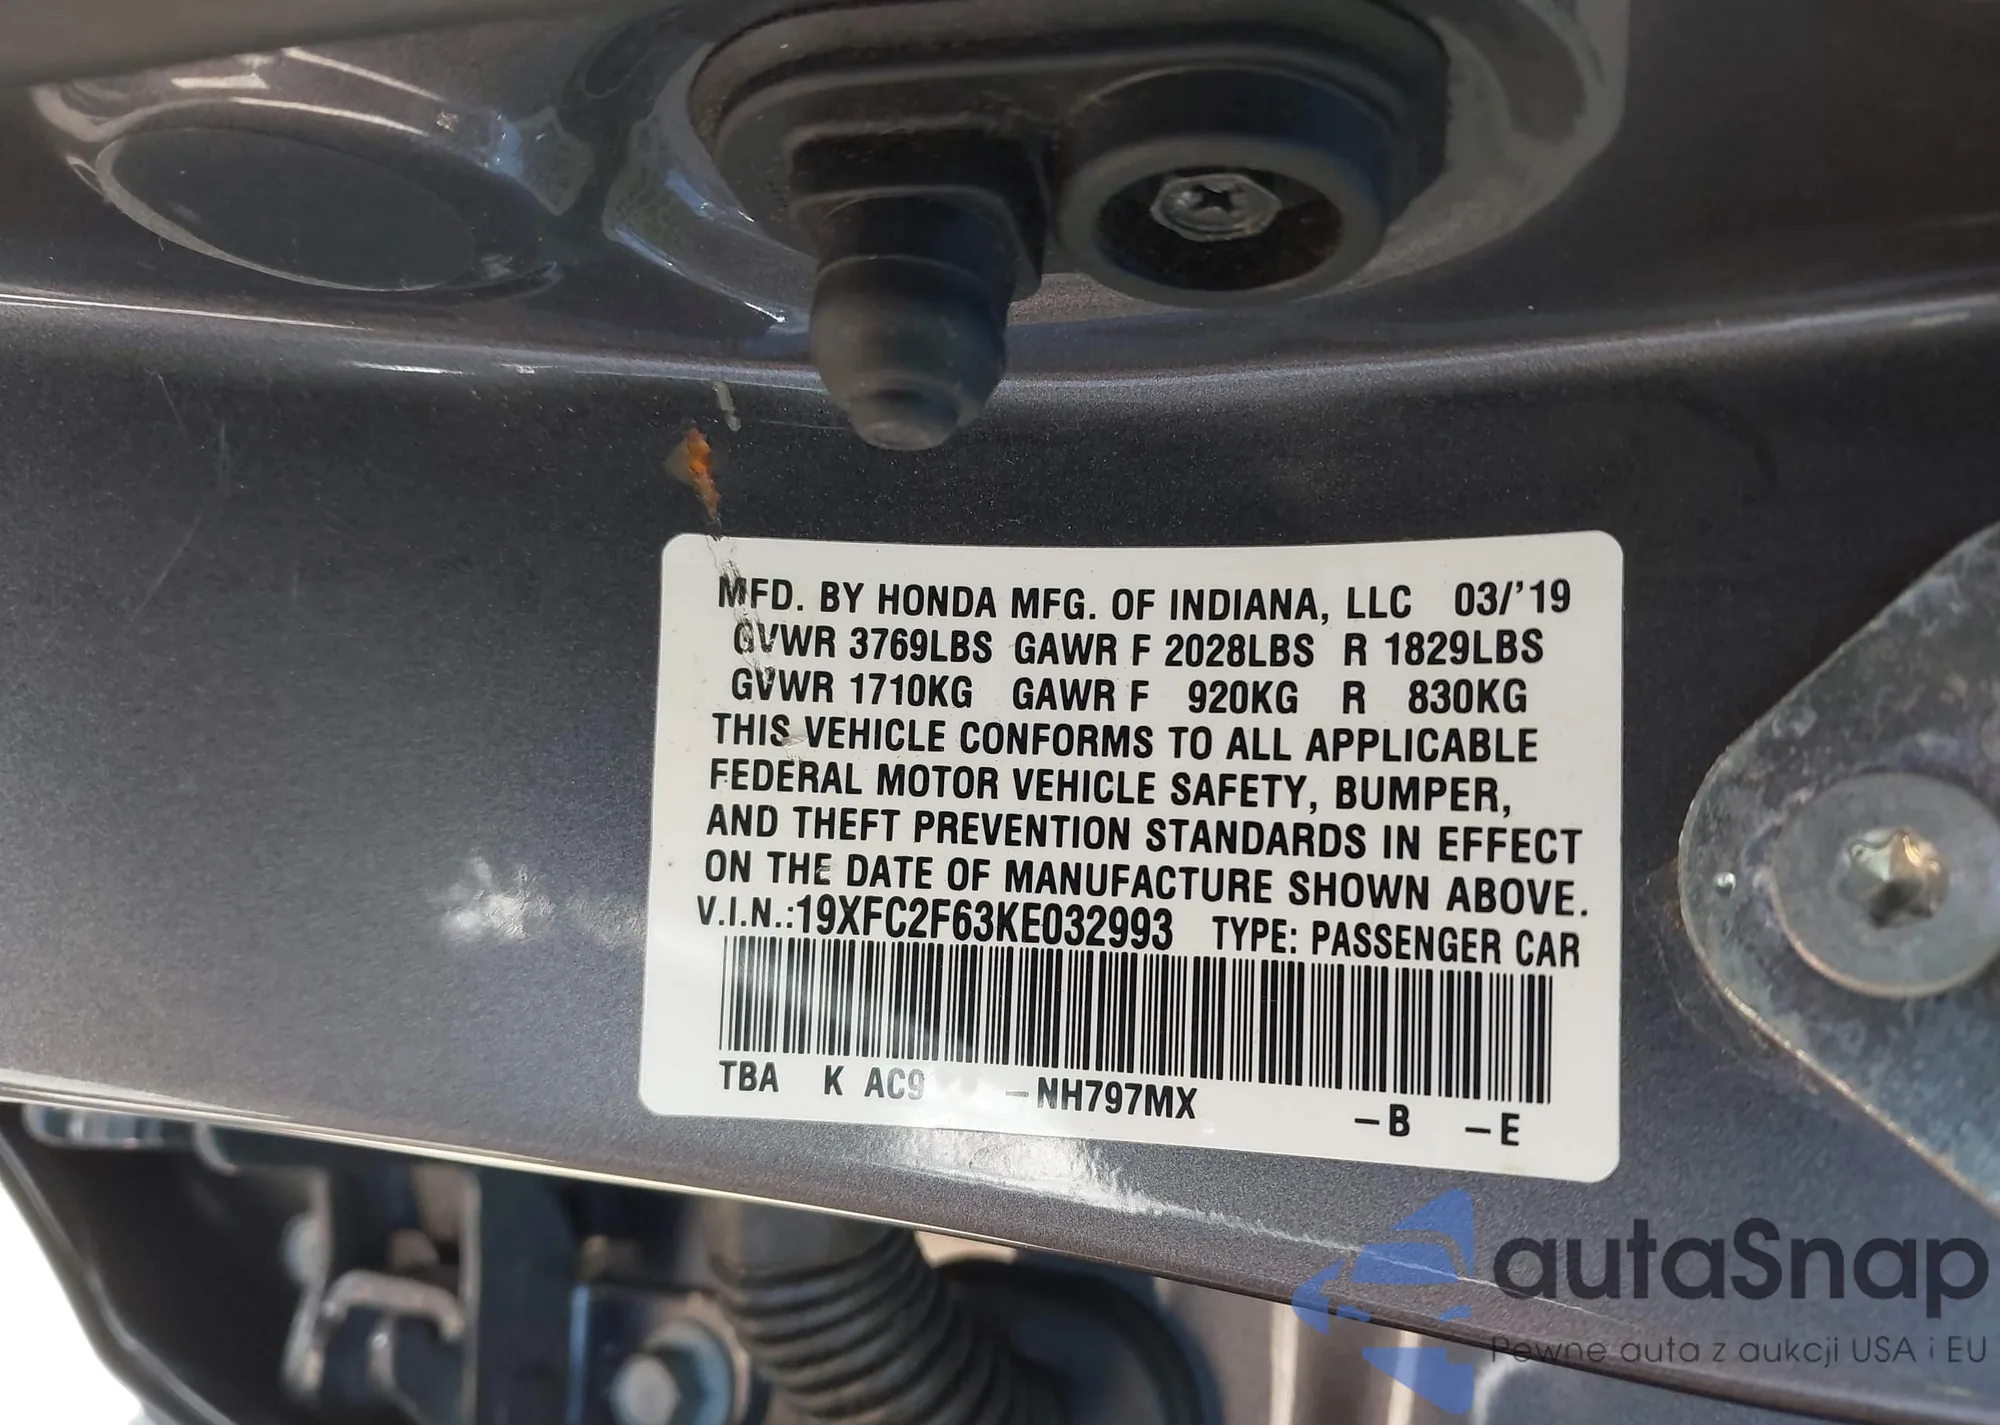 MFD. BY HONDA MFG. OF INDIANA, LLC 03/'19
GVWR 3769LBS GAWR F 2028LBS R 1829LBS
GVWR 1710KG GAWR F 920KG R 830KG
THIS VEHICLE CONFORMS TO ALL APPLICABLE
FEDERAL MOTOR VEHICLE SAFETY, BUMPER,
AND THEFT PREVENTION STANDARDS IN EFFECT
ON THE DATE OF MANUFACTURE SHOWN ABOVE.
V.I.N.:19XFC2F63KE032993 TYPE: PASSENGER CAR
TBA K AC9 -NH797MX -B -E
autaSnap
Pewne auta z aukcji USA i EU